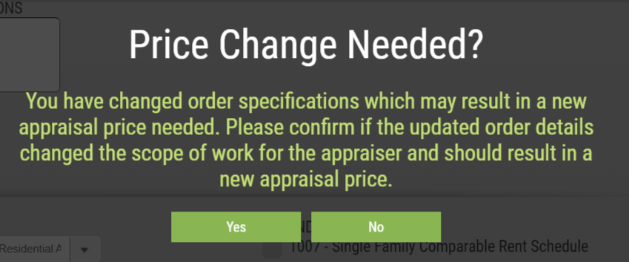 ONS
Price Change Needed?
You have changed order specifications which may result in a new
appraisal price needed. Please confirm if the updated order details
changed the scope of work for the appraiser and should result in a
new appraisal price.
Yes No
Residential A
1007 - Single Family Comparable Rent Schedule